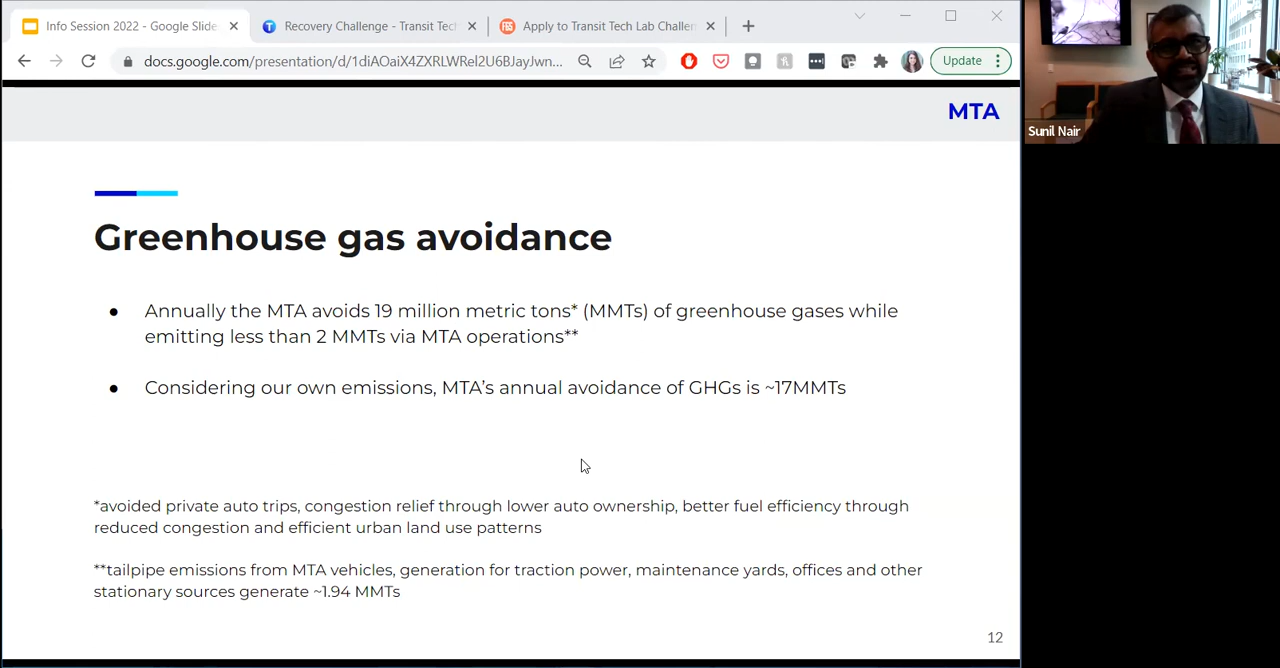 Info Session 2022 - Google Slide
Recovery Challenge - Transit Tech
Apply to Transit Tech Lab Challen
docs.google.com/presentation/d/1diAOaiX4ZXRLWRel2U6BJayJwn...
Update
MTA
Sunil Nair
Greenhouse gas avoidance
● Annually the MTA avoids 19 million metric tons* (MMTs) of greenhouse gases while
emitting less than 2 MMTs via MTA operations**
● Considering our own emissions, MTA's annual avoidance of GHGs is ~17MMTs
*avoided private auto trips, congestion relief through lower auto ownership, better fuel efficiency through
reduced congestion and efficient urban land use patterns
**tailpipe emissions from MTA vehicles, generation for traction power, maintenance yards, offices and other
stationary sources generate ~1.94 MMTs
12